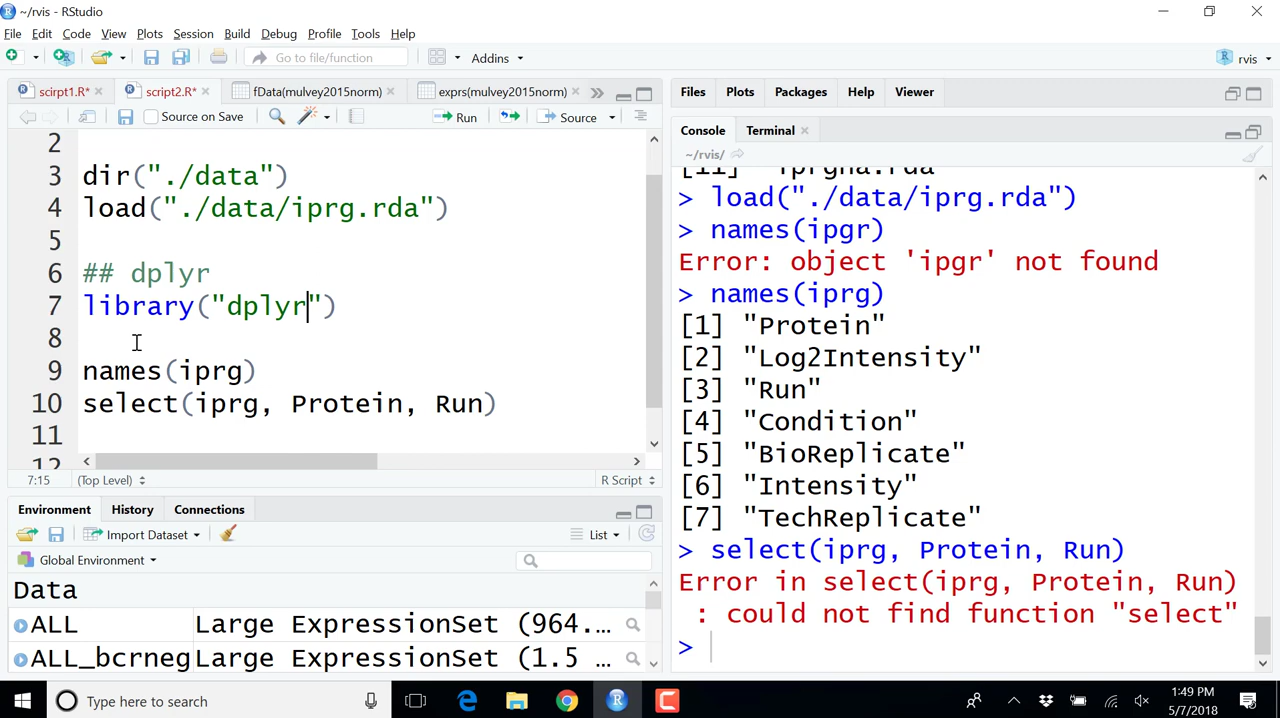 ~/rvis - RStudio
File Edit Code View Plots Session Build Debug Profile Tools Help
Go to file/function Addins rvis
scirpt1.R* script2.R* fData(mulvey2015norm) exprs(mulvey2015norm)
Source on Save Run Source
2
3 dir("./data")
4 load("./data/iprg.rda")
5
6 ## dplyr
7 library("dplyr")
8
9 names(iprg)
10 select(iprg, Protein, Run)
11
12
7:15 (Top Level) R Script
Environment History Connections
Import Dataset List
Global Environment
Data
ALL Large ExpressionSet (964....
ALL_bcrneg Large ExpressionSet (1.5 ...
Files Plots Packages Help Viewer
Console Terminal
~/rvis/
[11] "iprgna.rda"
> load("./data/iprg.rda")
> names(ipgr)
Error: object 'ipgr' not found
> names(iprg)
[1] "Protein"
[2] "Log2Intensity"
[3] "Run"
[4] "Condition"
[5] "BioReplicate"
[6] "Intensity"
[7] "TechReplicate"
> select(iprg, Protein, Run)
Error in select(iprg, Protein, Run)
: could not find function "select"
>
Type here to search
1:49 PM
5/7/2018